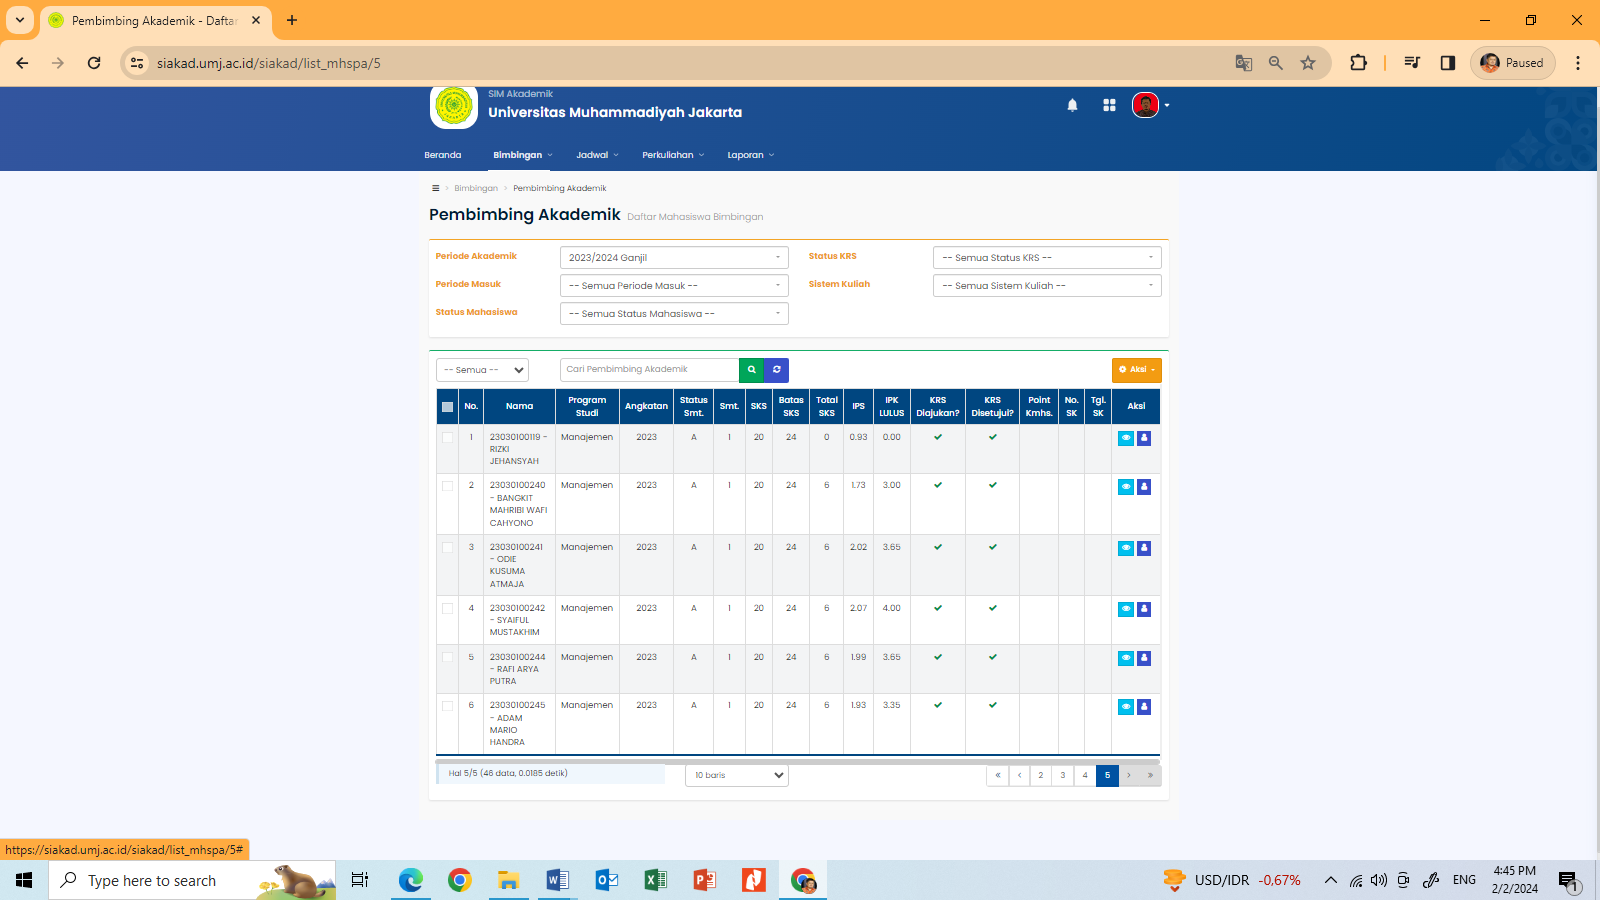 Pembimbing Akademik - Daftar
siakad.umj.ac.id/siakad/list_mhspa/5
Paused
SIM Akademik
Universitas Muhammadiyah Jakarta
Beranda Bimbingan Jadwal Perkuliahan Laporan
Bimbingan > Pembimbing Akademik
Pembimbing Akademik Daftar Mahasiswa Bimbingan
Periode Akademik 2023/2024 Ganjil Status KRS -- Semua Status KRS --
Periode Masuk -- Semua Periode Masuk -- Sistem Kuliah -- Semua Sistem Kuliah --
Status Mahasiswa -- Semua Status Mahasiswa --
-- Semua -- Cari Pembimbing Akademik Aksi
No. Nama Program Studi Angkatan Status Smt. Smt. SKS Batas SKS Total SKS IPS IPK LULUS KRS Diajukan? KRS Disetujui? Point Kmhs. No. SK Tgl. SK Aksi
1 23030100119 - Manajemen 2023 A 1 20 24 0 0.93 0.00
RIZKI
JEHANSYAH
2 23030100240 Manajemen 2023 A 1 20 24 6 1.73 3.00
- BANGKIT
MAHRIBI WAFI
CAHYONO
3 23030100241 Manajemen 2023 A 1 20 24 6 2.02 3.65
- ODIE
KUSUMA
ATMAJA
4 23030100242 Manajemen 2023 A 1 20 24 6 2.07 4.00
- SYAIFUL
MUSTAKHIM
5 23030100244 Manajemen 2023 A 1 20 24 6 1.99 3.65
- RAFI ARYA
PUTRA
6 23030100245 Manajemen 2023 A 1 20 24 6 1.93 3.35
- ADAM
MARIO
HANDRA
Hal 5/5 (46 data, 0.0185 detik) 10 baris « ‹ 2 3 4 5 › »
https://siakad.umj.ac.id/siakad/list_mhspa/5#
Type here to search USD/IDR -0,67% ENG 4:45 PM
2/2/2024
1